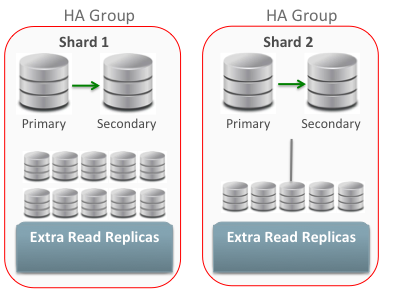 HA Group
Shard 1
Primary Secondary
Extra Read Replicas
HA Group
Shard 2
Primary Secondary
Extra Read Replicas